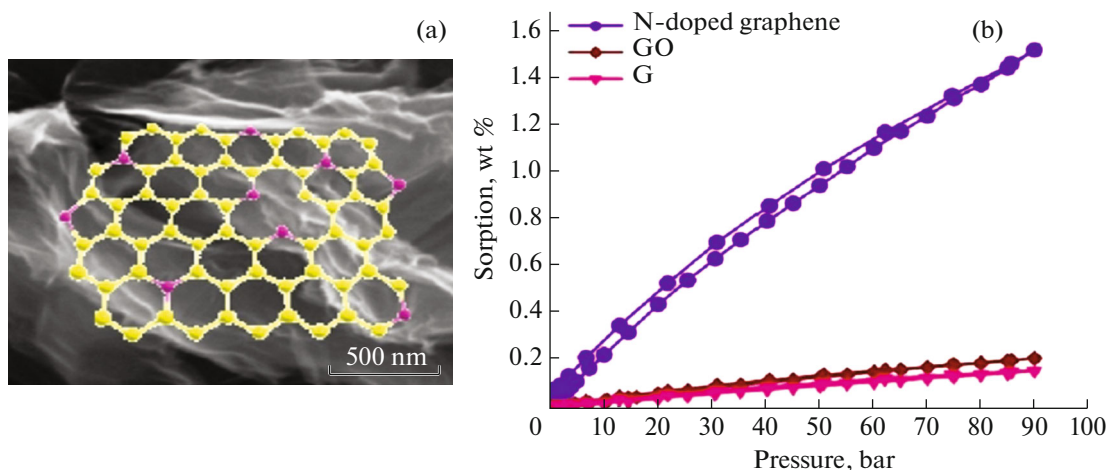 (a)
500 nm
(b)
N-doped graphene
GO
G
Sorption, wt %
1.6
1.4
1.2
1.0
0.8
0.6
0.4
0.2
0 10 20 30 40 50 60 70 80 90 100
Pressure, bar